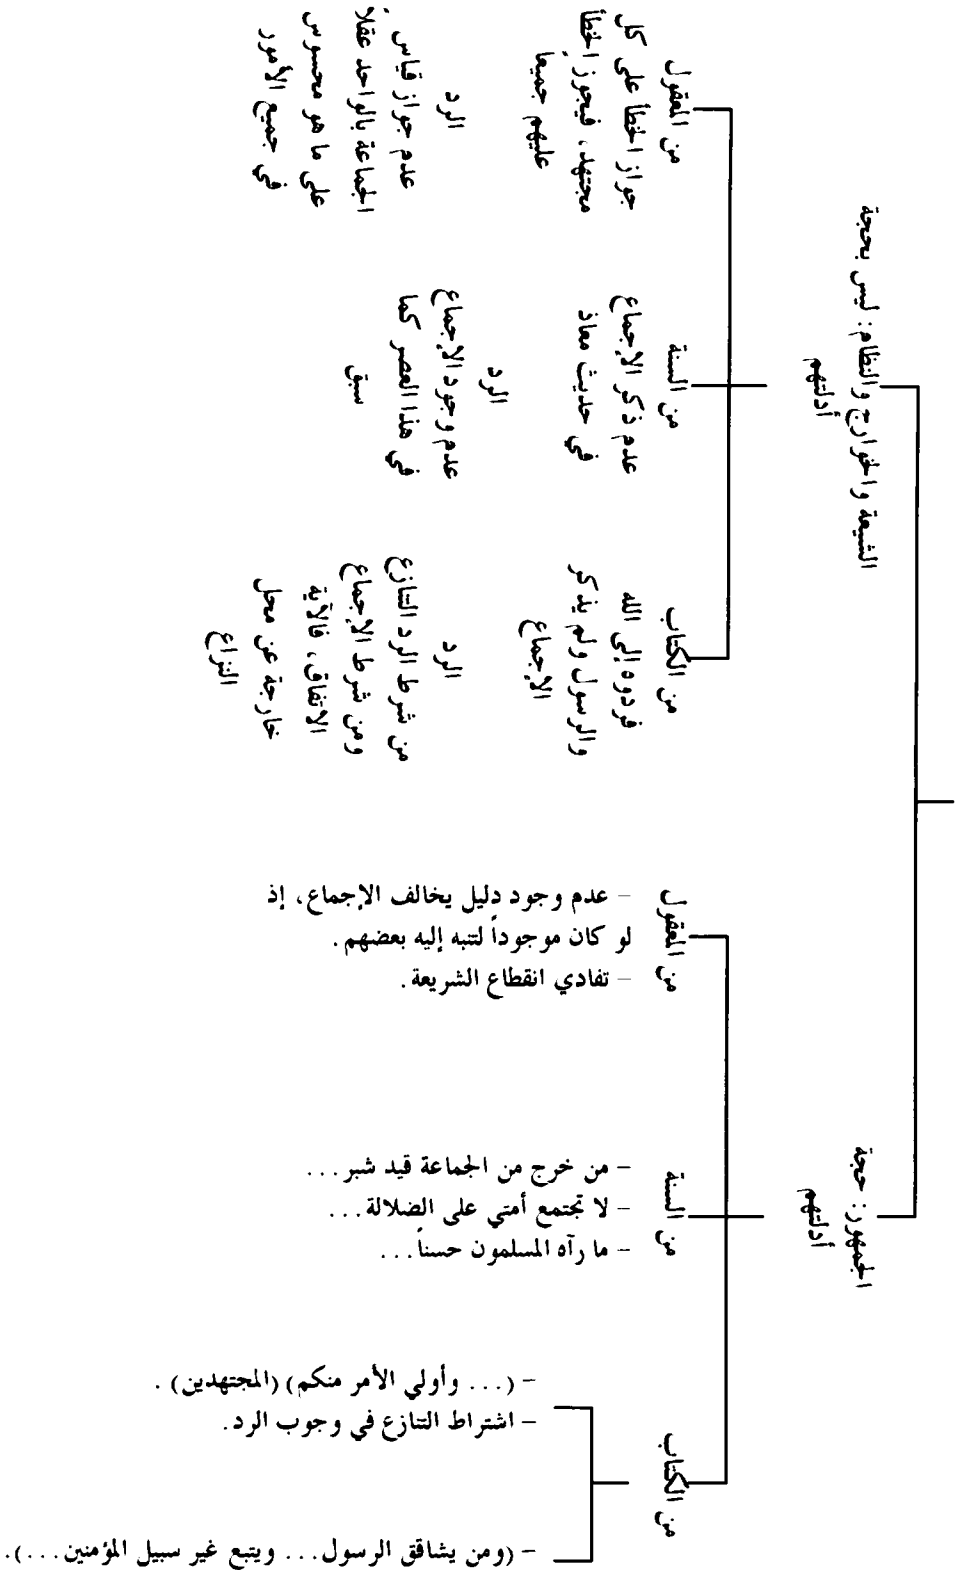 الجمهور: حجة
أدلتهم
من الكتاب
– (... وأولي الأمر منكم) (المجتهدين).
– اشتراط التنازع في وجوب الرد.
– (ومن يشاقق الرسول... ويتبع غير سبيل المؤمنين...).
من السنة
– من خرج من الجماعة قيد شبر...
– لا تجتمع أمتي على الضلالة...
– ما رآه المسلمون حسناً...
من المعقول
– عدم وجود دليل يخالف الإجماع، إذ
لو كان موجوداً لتنبه إليه بعضهم.
– تفادي انقطاع الشريعة.
الشيعة والخوارج والنظام: ليس بحجة
أدلتهم
من الكتاب
فردوه إلى الله
والرسول ولم يذكر
الإجماع
الرد
من شرط الرد التنازع
ومن شرط الإجماع
الاتفاق، فالآية
خارجة عن محل
النزاع
من السنة
عدم ذكر الإجماع
في حديث معاذ
الرد
عدم وجود الإجماع
في هذا العصر كما
سبق
من المعقول
جواز الخطأ على كل
مجتهد، فيجوز الخطأ
عليهم جميعاً
الرد
عدم جواز قياس
الجماعة بالواحد عقلاً
على ما هو محسوس
في جميع الأمور